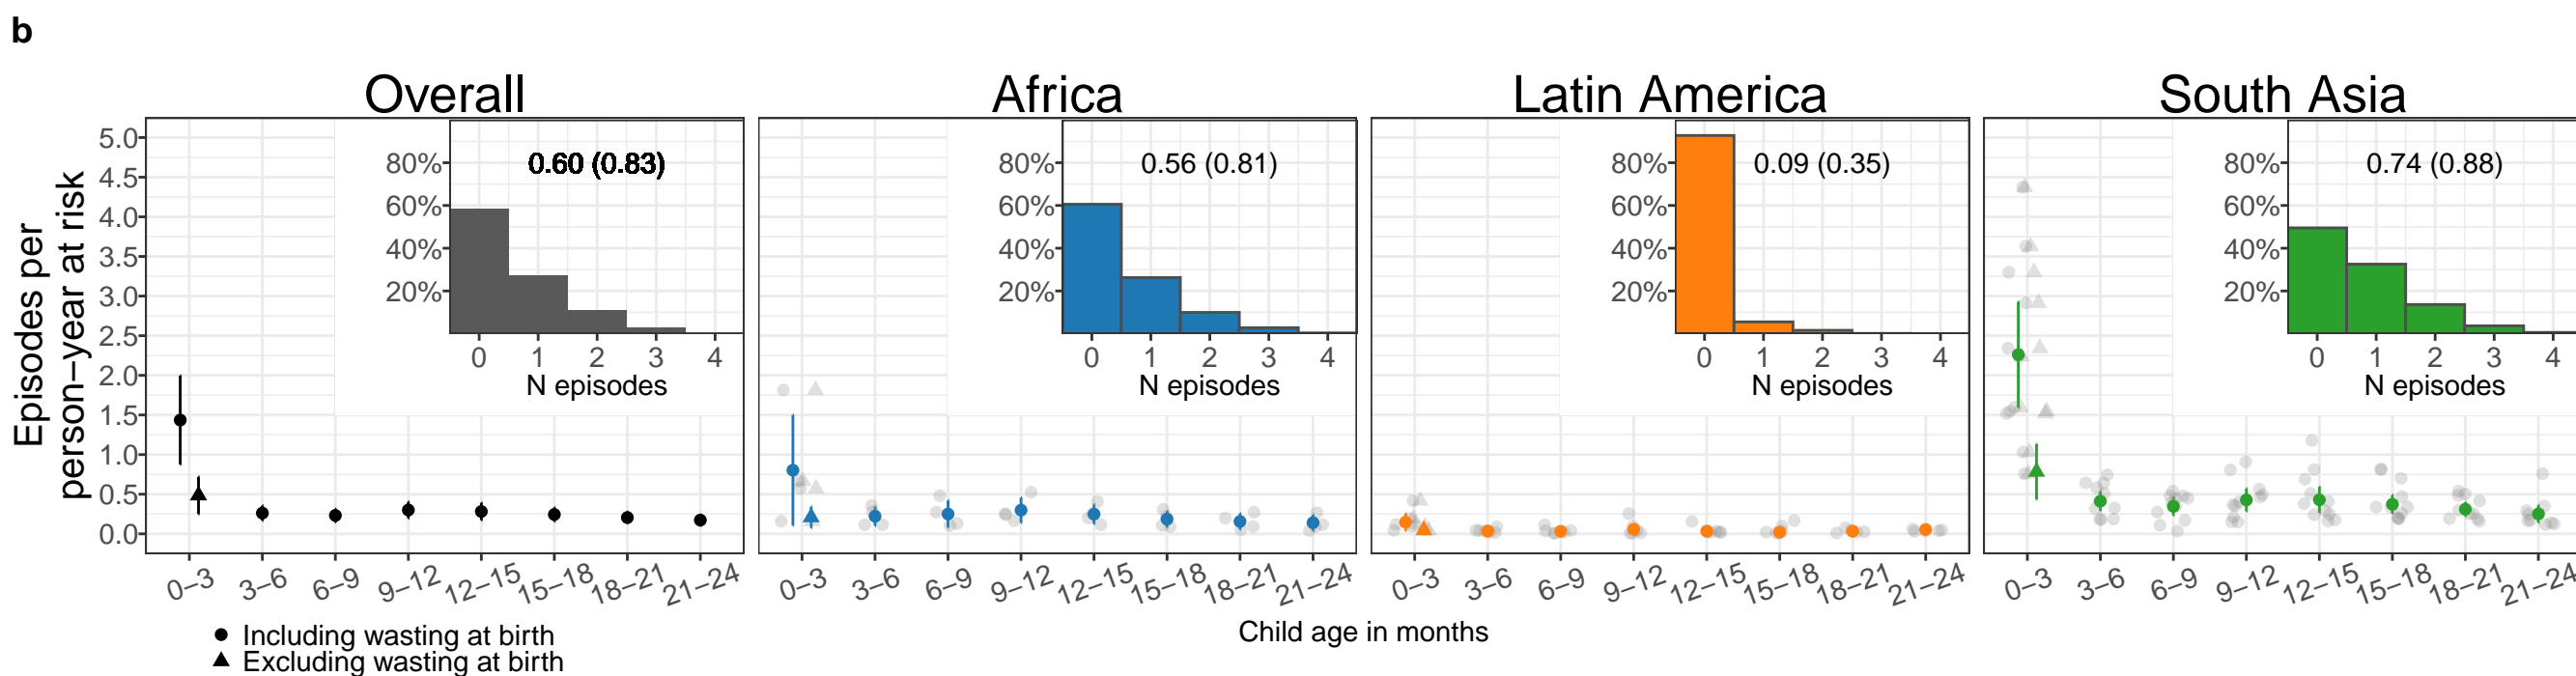 b
Overall
Africa
Latin America
South Asia
Episodes per
person−year at risk
5.0
4.5
4.0
3.5
3.0
2.5
2.0
1.5
1.0
0.5
0.0
80%
60%
40%
20%
0.60 (0.83)
0 1 2 3 4
N episodes
80%
60%
40%
20%
0.56 (0.81)
0 1 2 3 4
N episodes
80%
60%
40%
20%
0.09 (0.35)
0 1 2 3 4
N episodes
80%
60%
40%
20%
0.74 (0.88)
0 1 2 3 4
N episodes
0−3 3−6 6−9 9−12 12−15 15−18 18−21 21−24
0−3 3−6 6−9 9−12 12−15 15−18 18−21 21−24
0−3 3−6 6−9 9−12 12−15 15−18 18−21 21−24
0−3 3−6 6−9 9−12 12−15 15−18 18−21 21−24
Child age in months
Including wasting at birth
Excluding wasting at birth